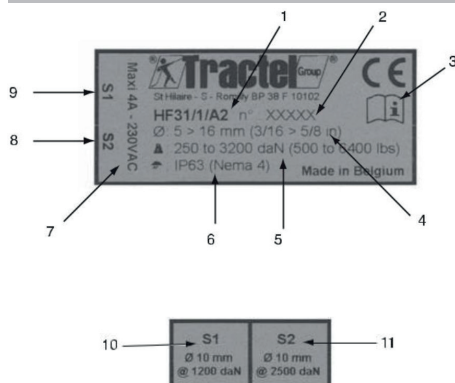 1
2
3
4
5
6
7
8
9
S1
S2
Maxi 4A - 230VAC
Tractel Group
CE
St Hilaire - S - Romilly BP 38 F 10102
HF31/1/A2 n° : XXXXX
Ø: 5 > 16 mm (3/16 > 5/8 in)
: 250 to 3200 daN (500 to 6400 lbs)
: IP63 (Nema 4)
Made in Belgium
10
S1
Ø 10 mm
@ 1200 daN
S2
Ø 10 mm
@ 2500 daN
11